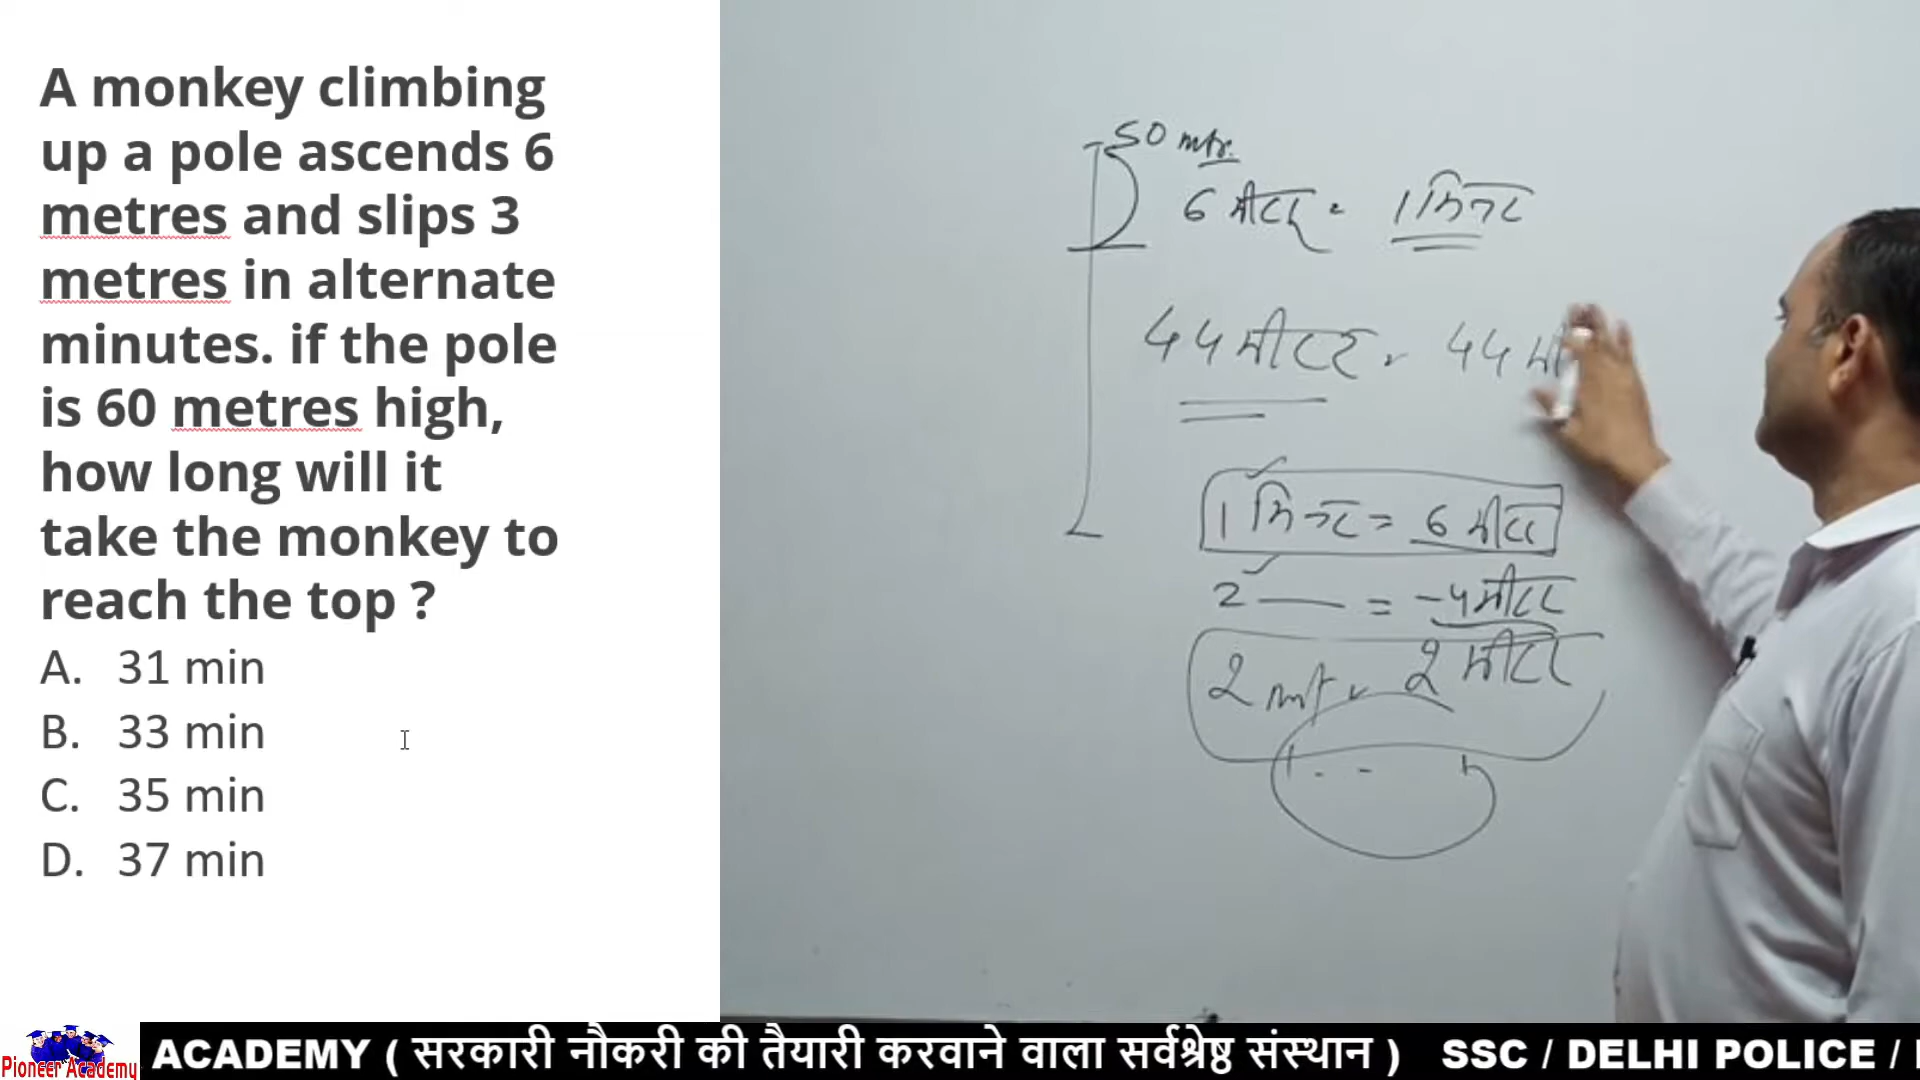 A monkey climbing
up a pole ascends 6
metres and slips 3
metres in alternate
minutes. if the pole
is 60 metres high,
how long will it
take the monkey to
reach the top ?
A. 31 min
B. 33 min
C. 35 min
D. 37 min
50 mtr.
6 मीटर = 1 मिनट
44 मीटर = 44 मि
1 मिनट = 6 मीटर
2 — = -4 मीटर
2 = 2 मीटर
Pioneer Academy
ACADEMY ( सरकारी नौकरी की तैयारी करवाने वाला सर्वश्रेष्ठ संस्थान ) SSC / DELHI POLICE /